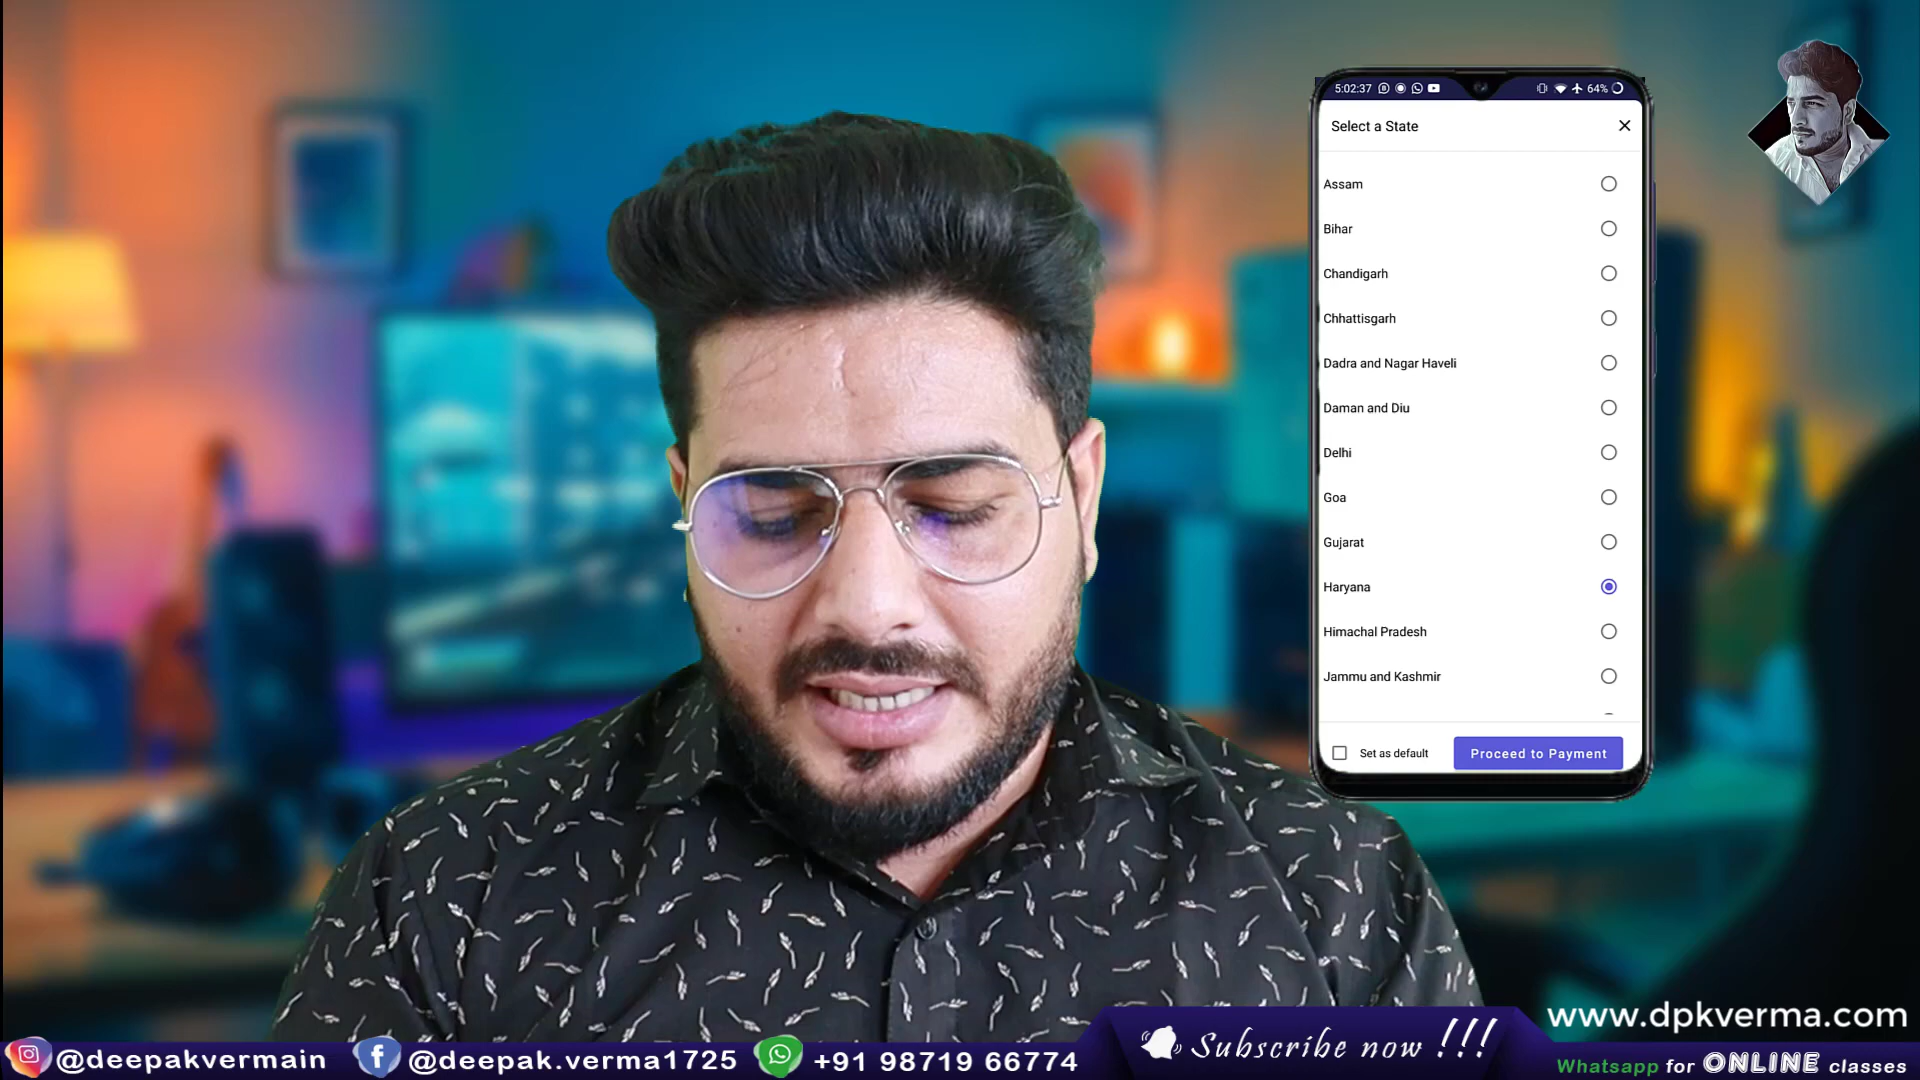 5:02:37 64%
Select a State
Assam
Bihar
Chandigarh
Chhattisgarh
Dadra and Nagar Haveli
Daman and Diu
Delhi
Goa
Gujarat
Haryana
Himachal Pradesh
Jammu and Kashmir
Set as default Proceed to Payment
www.dpkverma.com
@deepakvermain @deepak.verma1725 +91 98719 66774 Subscribe now !!!
Whatsapp for ONLINE classes